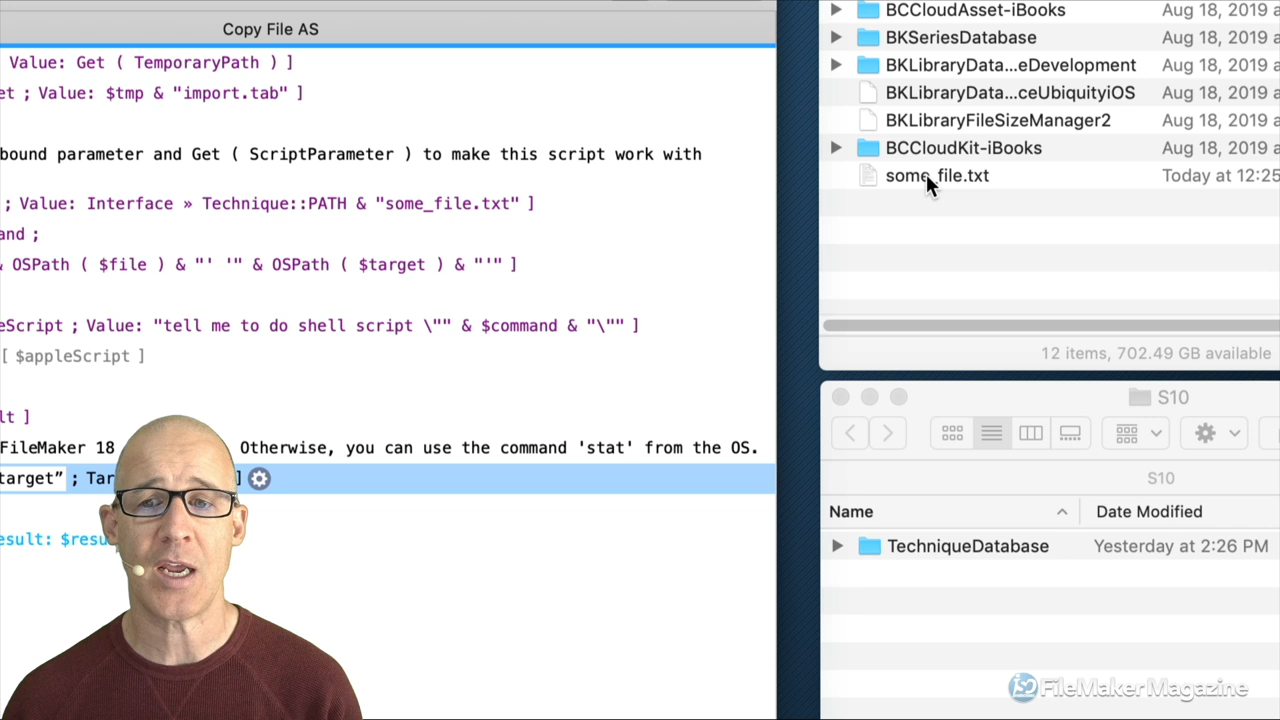 Copy File AS
Value: Get ( TemporaryPath ) ]
et ; Value: $tmp & "import.tab" ]
bound parameter and Get ( ScriptParameter ) to make this script work with
; Value: Interface » Technique::PATH & "some_file.txt" ]
and ;
& OSPath ( $file ) & "' '" & OSPath ( $target ) & "'" ]
eScript ; Value: "tell me to do shell script \"" & $command & "\"" ]
[ $appleScript ]
lt ]
FileMaker 18 Otherwise, you can use the command 'stat' from the OS.
target” ; Tar ]
esult: $resu
BCCloudAsset-iBooks Aug 18, 2019 a
BKSeriesDatabase Aug 18, 2019 a
BKLibraryData...eDevelopment Aug 18, 2019 a
BKLibraryData...ceUbiquityiOS Aug 18, 2019 a
BKLibraryFileSizeManager2 Aug 18, 2019 a
BCCloudKit-iBooks Aug 18, 2019 a
some_file.txt Today at 12:25
12 items, 702.49 GB available
S10
S10
Name Date Modified
TechniqueDatabase Yesterday at 2:26 PM
FileMaker Magazine